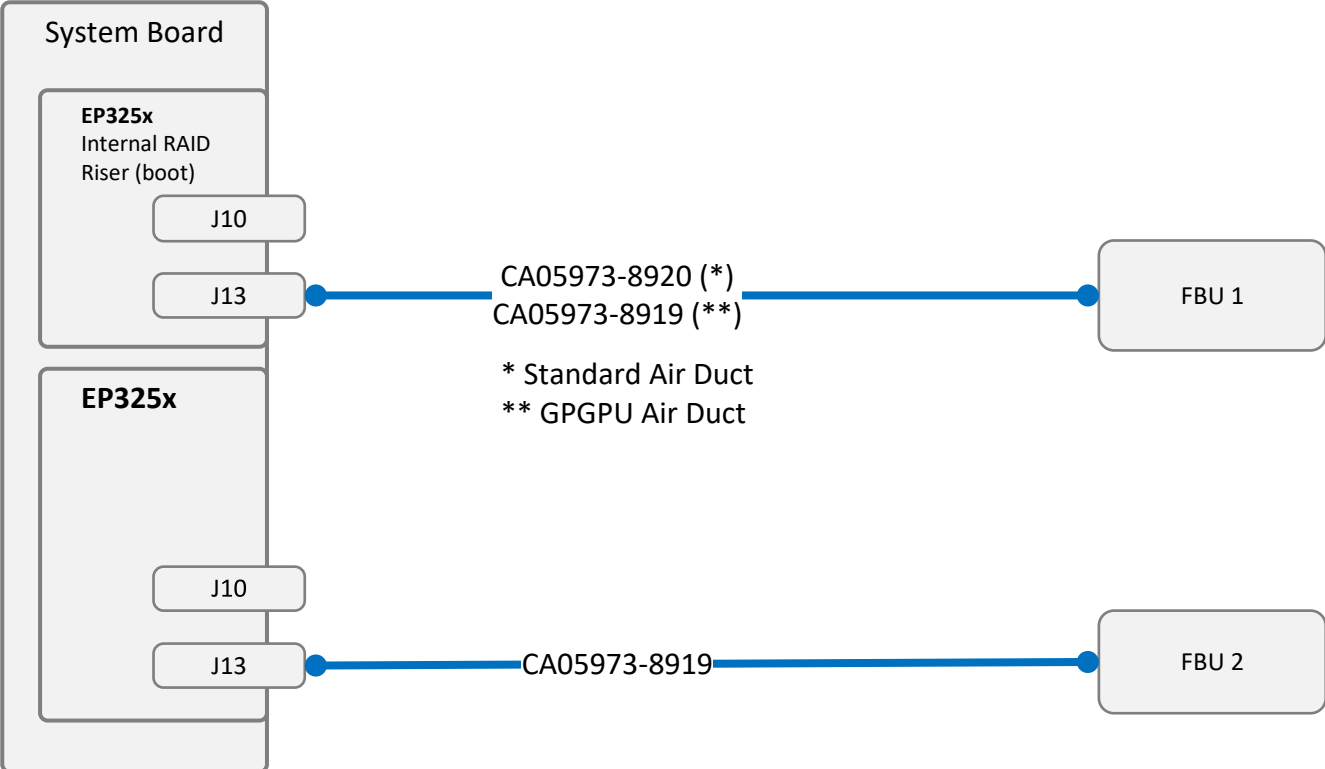 System Board
EP325x
Internal RAID
Riser (boot)
J10
J13
CA05973-8920 (*)
CA05973-8919 (**)
FBU 1
* Standard Air Duct
** GPGPU Air Duct
EP325x
J10
J13
CA05973-8919
FBU 2